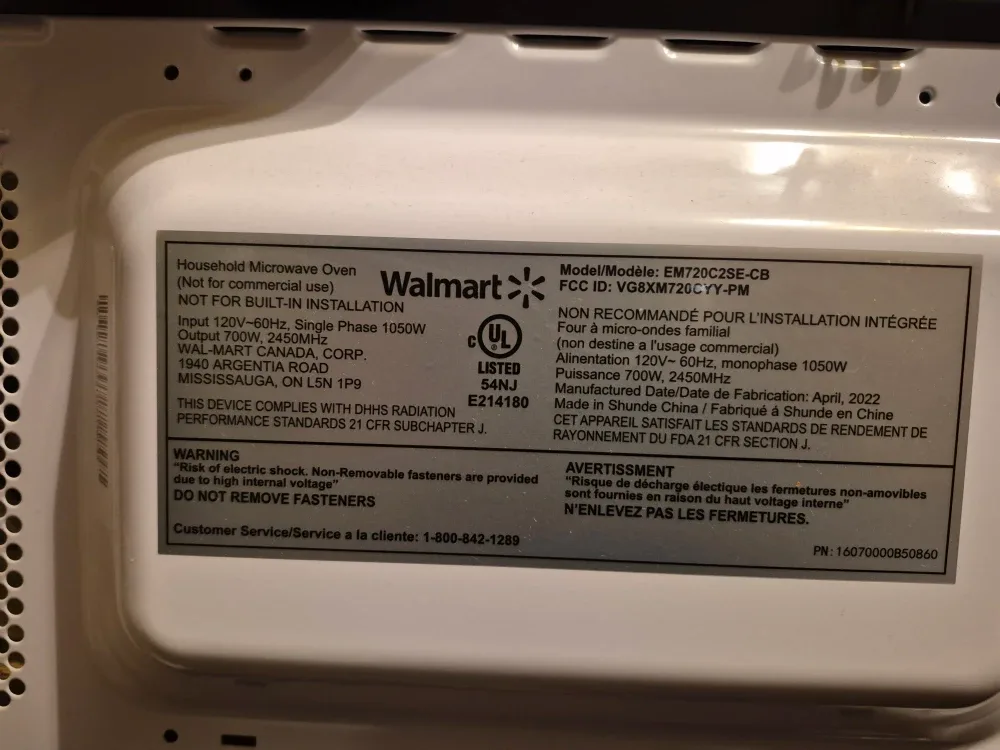 Household Microwave Oven
(Not for commercial use)
NOT FOR BUILT-IN INSTALLATION
Input 120V~60Hz, Single Phase 1050W
Output 700W, 2450MHz
WAL-MART CANADA, CORP.
1940 ARGENTIA ROAD
MISSISSAUGA, ON L5N 1P9
THIS DEVICE COMPLIES WITH DHHS RADIATION
PERFORMANCE STANDARDS 21 CFR SUBCHAPTER J.
Walmart
C UL ®
LISTED
54NJ
E214180
Model/Modèle: EM720C2SE-CB
FCC ID: VG8XM720CYY-PM
NON RECOMMANDÉ POUR L'INSTALLATION INTÉGRÉE
Four à micro-ondes familial
(non destine a l'usage commercial)
Alinentation 120V~ 60Hz, monophase 1050W
Puissance 700W, 2450MHz
Manufactured Date/Date de Fabrication: April, 2022
Made in Shunde China / Fabriqué á Shunde en Chine
CET APPAREIL SATISFAIT LES STANDARDS DE RENDEMENT DE
RAYONNEMENT DU FDA 21 CFR SECTION J.
WARNING
"Risk of electric shock. Non-Removable fasteners are provided
due to high internal voltage"
DO NOT REMOVE FASTENERS
Customer Service/Service a la cliente: 1-800-842-1289
AVERTISSMENT
"Risque de décharge électique les fermetures non-amovibles
sont fournies en raison du haut voltage interne"
N'ENLEVEZ PAS LES FERMETURES.
PN: 16070000B50860